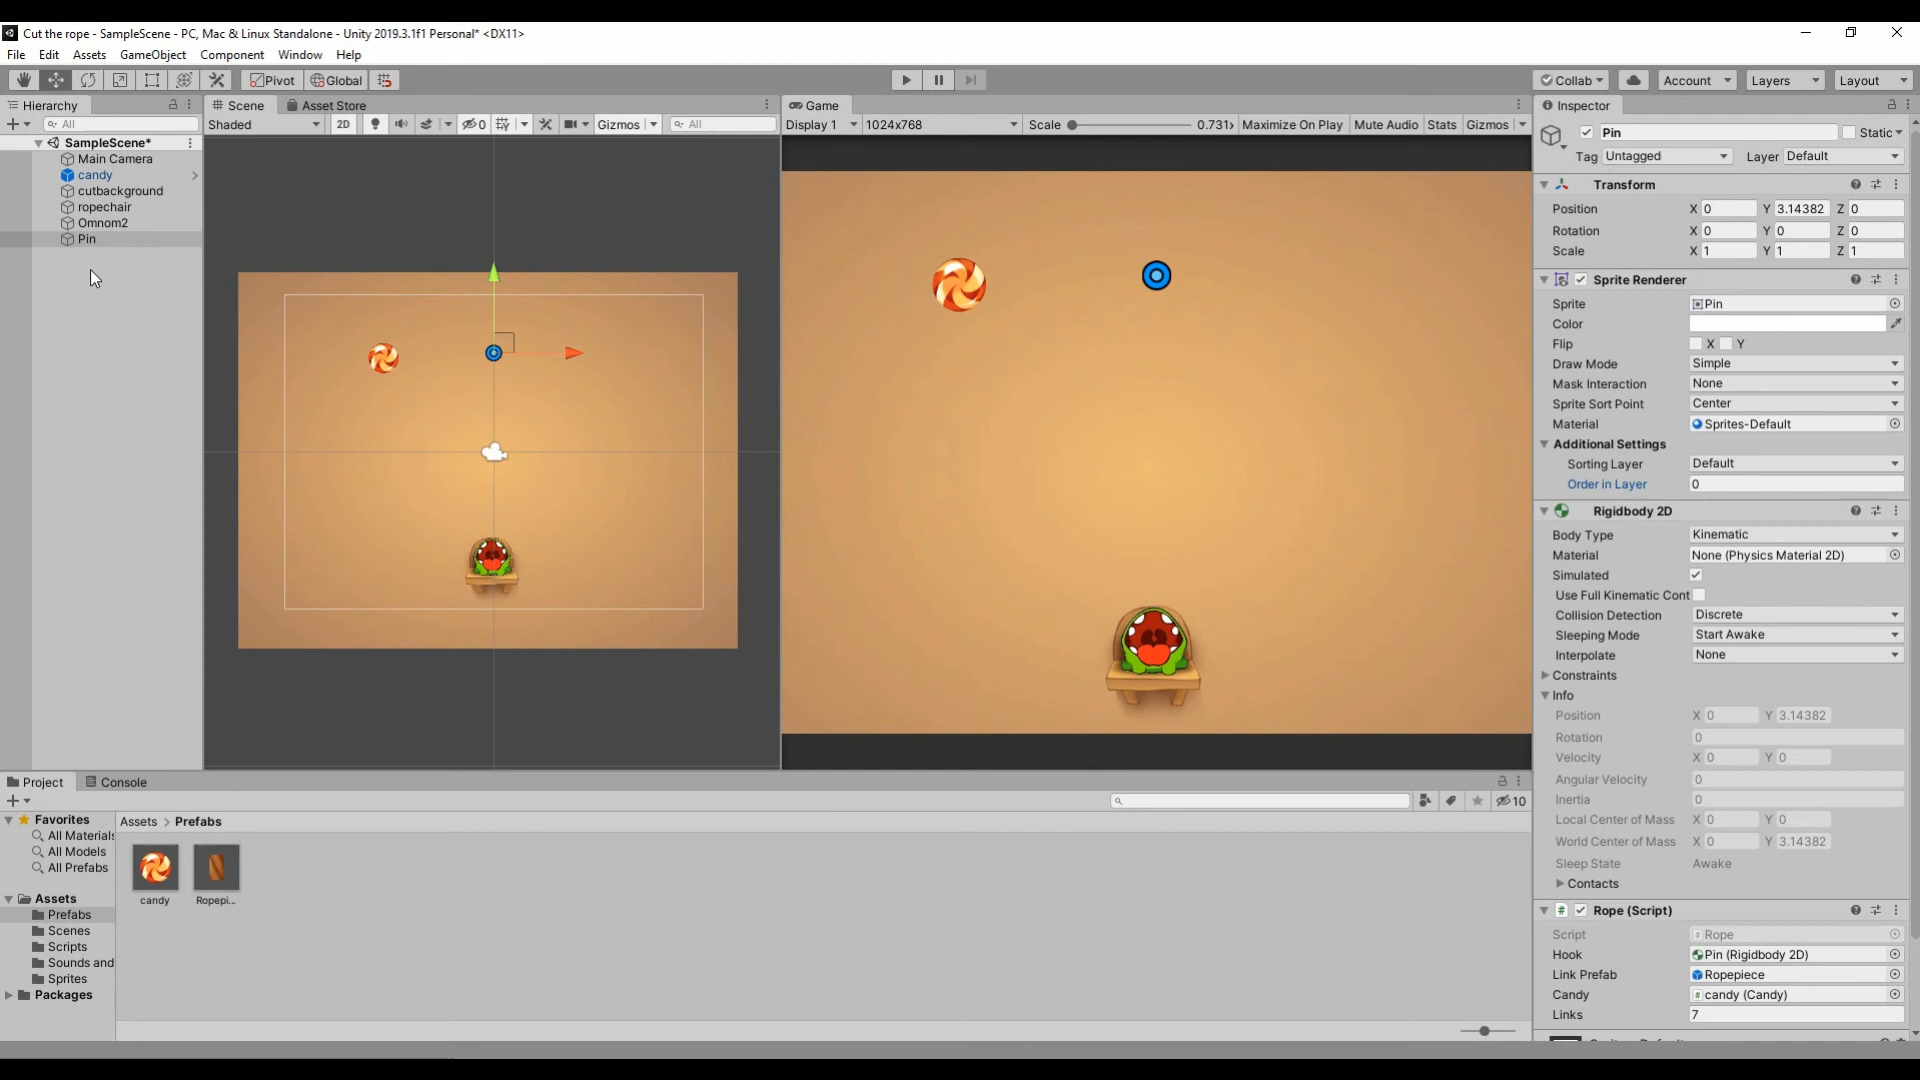 Cut the rope - SampleScene - PC, Mac & Linux Standalone - Unity 2019.3.1f1 Personal* <DX11>
File Edit Assets GameObject Component Window Help
Pivot Global Collab Account Layers Layout
Hierarchy
All
SampleScene*
Main Camera
candy
cutbackground
ropechair
Omnom2
Pin
Scene Asset Store
Shaded 2D 0 Gizmos All
Game
Display 1 1024x768 Scale 0.731 Maximize On Play Mute Audio Stats Gizmos
Inspector
Pin Static
Tag Untagged Layer Default
Transform
Position X 0 Y 3.14382 Z 0
Rotation X 0 Y 0 Z 0
Scale X 1 Y 1 Z 1
Sprite Renderer
Sprite Pin
Color
Flip X Y
Draw Mode Simple
Mask Interaction None
Sprite Sort Point Center
Material Sprites-Default
Additional Settings
Sorting Layer Default
Order in Layer 0
Rigidbody 2D
Body Type Kinematic
Material None (Physics Material 2D)
Simulated
Use Full Kinematic Cont
Collision Detection Discrete
Sleeping Mode Start Awake
Interpolate None
Constraints
Info
Position X 0 Y 3.14382
Rotation 0
Velocity X 0 Y 0
Angular Velocity 0
Inertia 0
Local Center of Mass X 0 Y 0
World Center of Mass X 0 Y 3.14382
Sleep State Awake
Contacts
Rope (Script)
Script Rope
Hook Pin (Rigidbody 2D)
Link Prefab Ropepiece
Candy candy (Candy)
Links 7
Project Console
10
Favorites
All Materials
All Models
All Prefabs
Assets
Prefabs
Scenes
Scripts
Sounds and
Sprites
Packages
Assets > Prefabs
candy Ropepi...